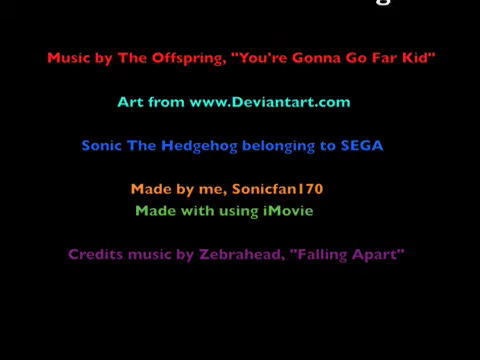 Music by The Offspring, "You're Gonna Go Far Kid"
Art from www.Deviantart.com
Sonic The Hedgehog belonging to SEGA
Made by me, Sonicfan170
Made with using iMovie
Credits music by Zebrahead, "Falling Apart"